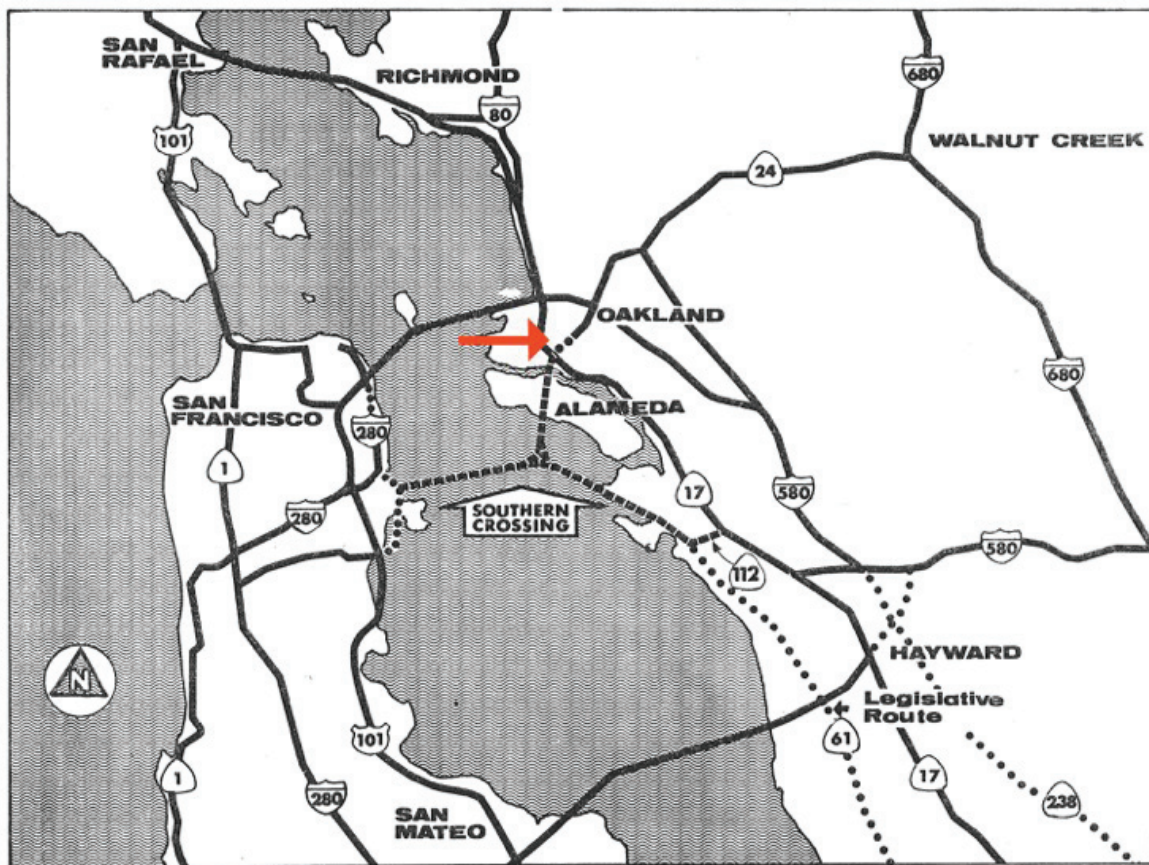 SAN
RAFAEL
RICHMOND
680
80
101
WALNUT CREEK
24
OAKLAND
680
SAN
FRANCISCO
ALAMEDA
280
1
17
580
SOUTHERN
CROSSING
280
580
112
N
HAYWARD
Legislative
Route
101
61
1
280
17
238
SAN
MATEO